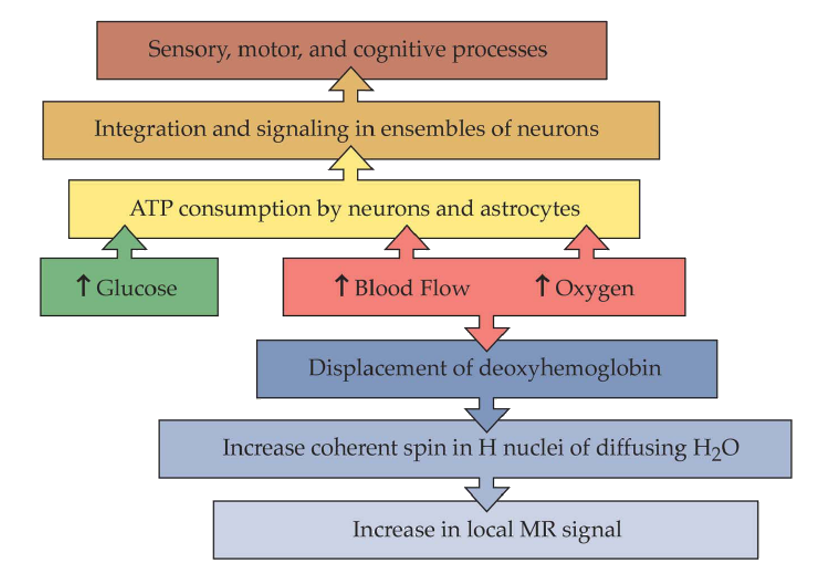 Sensory, motor, and cognitive processes
Integration and signaling in ensembles of neurons
ATP consumption by neurons and astrocytes
↑ Glucose
↑ Blood Flow
↑ Oxygen
Displacement of deoxyhemoglobin
Increase coherent spin in H nuclei of diffusing H₂O
Increase in local MR signal